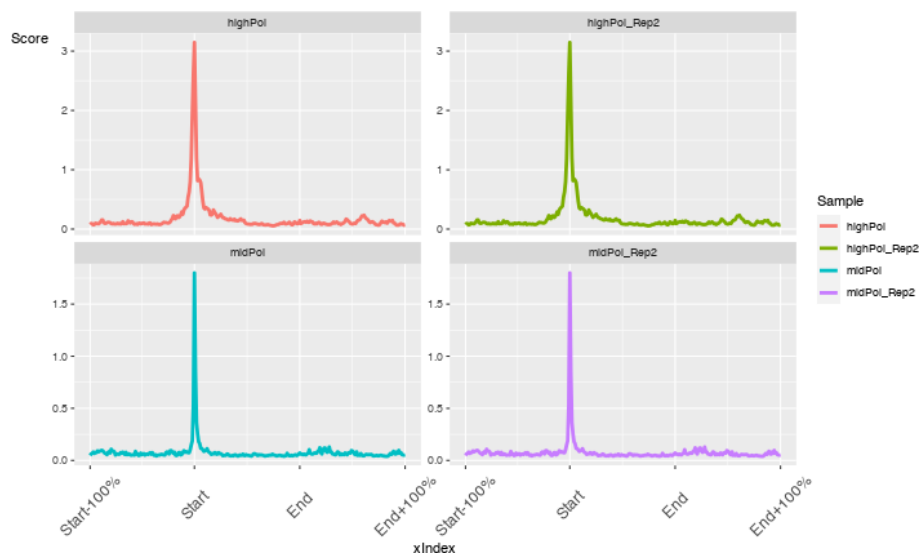 Score
highPol
highPol_Rep2
3
2
1
0
midPol
midPol_Rep2
1.5
1.0
0.5
0.0
Start-100%
Start
End
End+100%
Start-100%
Start
End
End+100%
xIndex
Sample
highPol
highPol_Rep2
midPol
midPol_Rep2
3
2
1
0
1.5
1.0
0.5
0.0